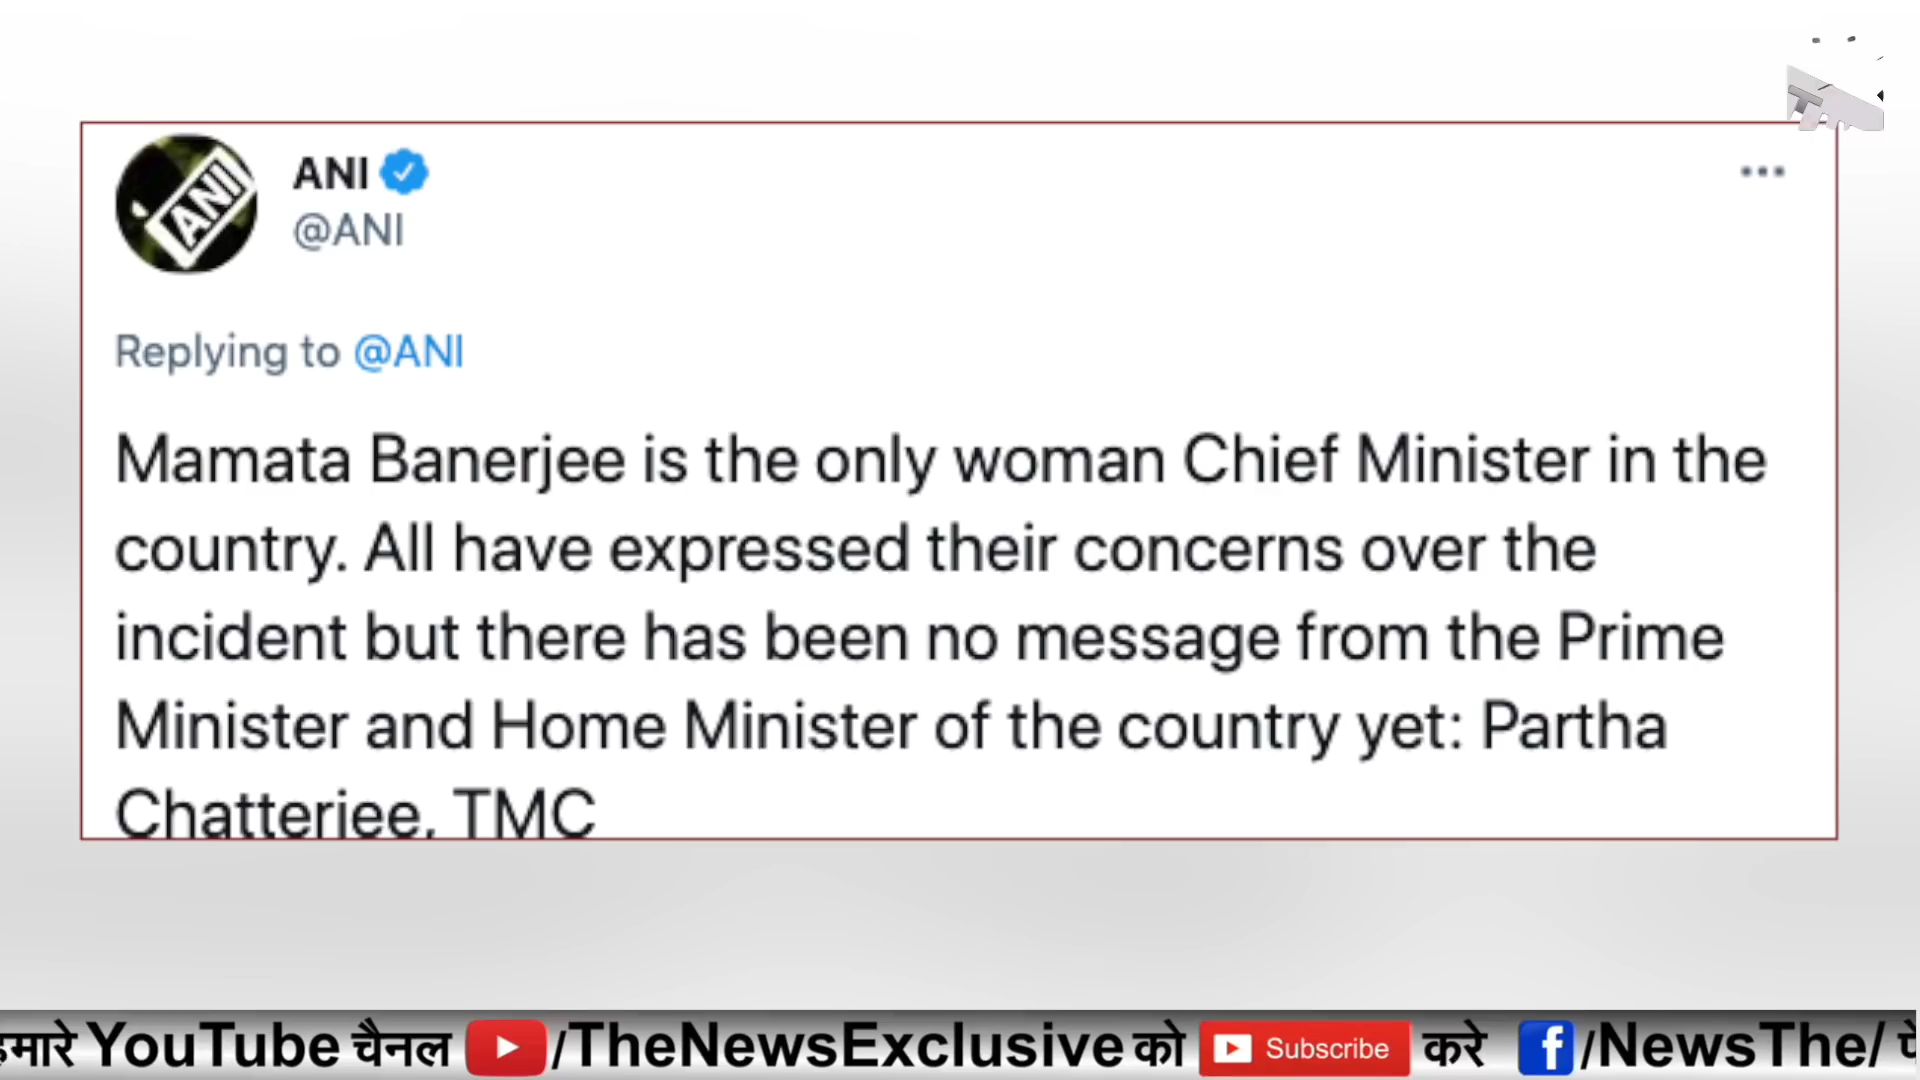 ANI
ANI
@ANI
Replying to @ANI
Mamata Banerjee is the only woman Chief Minister in the
country. All have expressed their concerns over the
incident but there has been no message from the Prime
Minister and Home Minister of the country yet: Partha
Chatterjee, TMC
हमारे YouTube चैनल /TheNewsExclusive को Subscribe करे f/NewsThe/